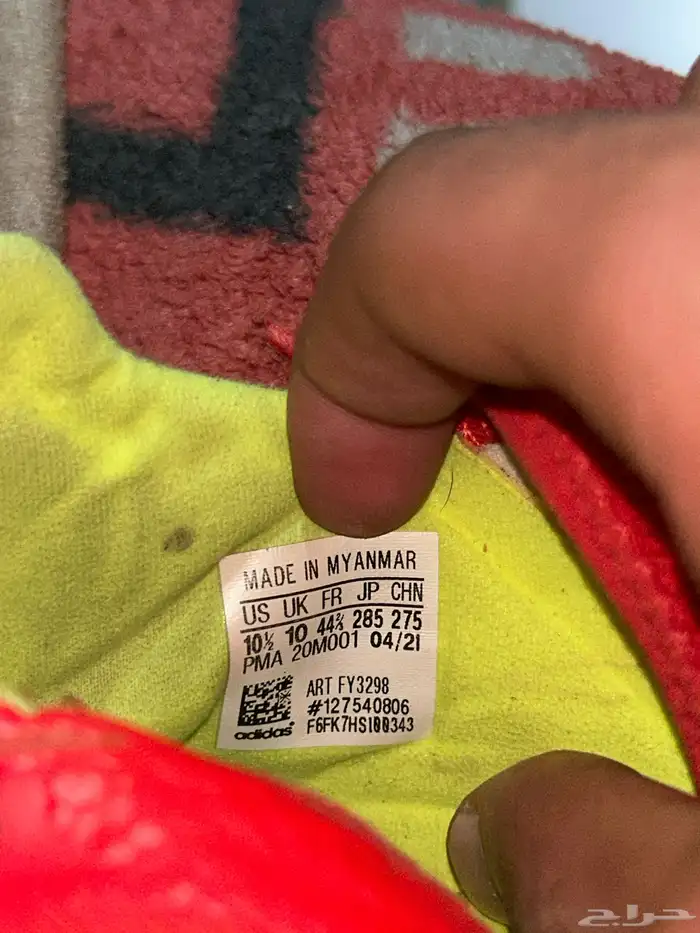 MADE IN MYANMAR
US UK FR JP CHN
10½ 10 44⅔ 285 275
PMA 20M001 04/21
ART FY3298
#127540806
F6FK7HS100343
adidas
حراج